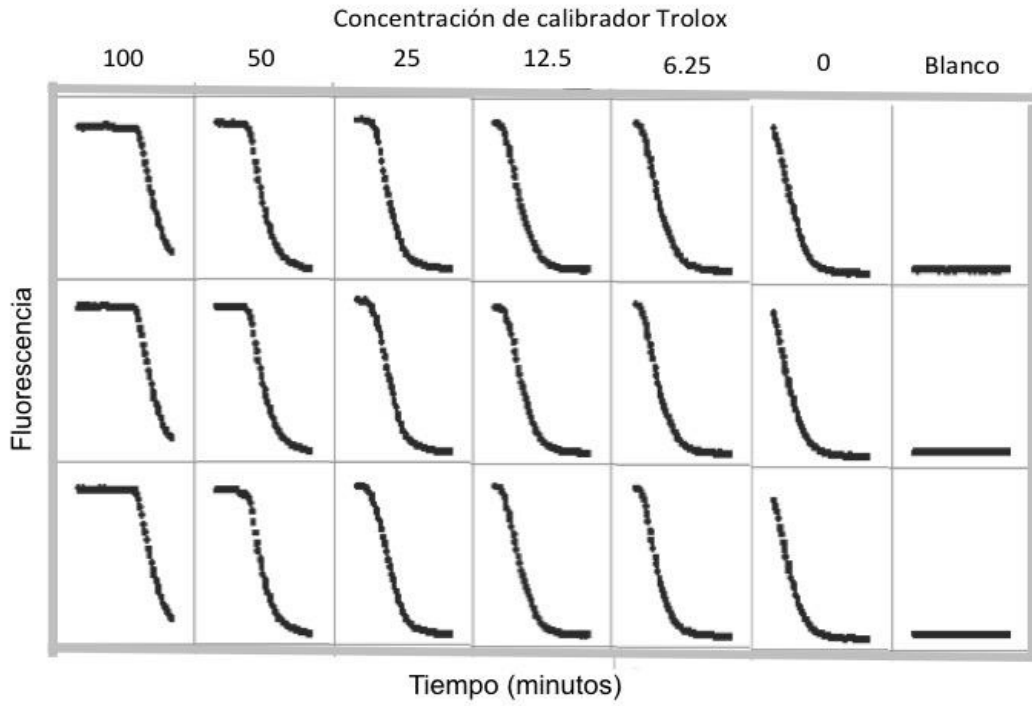 Concentración de calibrador Trolox
100 50 25 12.5 6.25 0 Blanco
Fluorescencia
Tiempo (minutos)